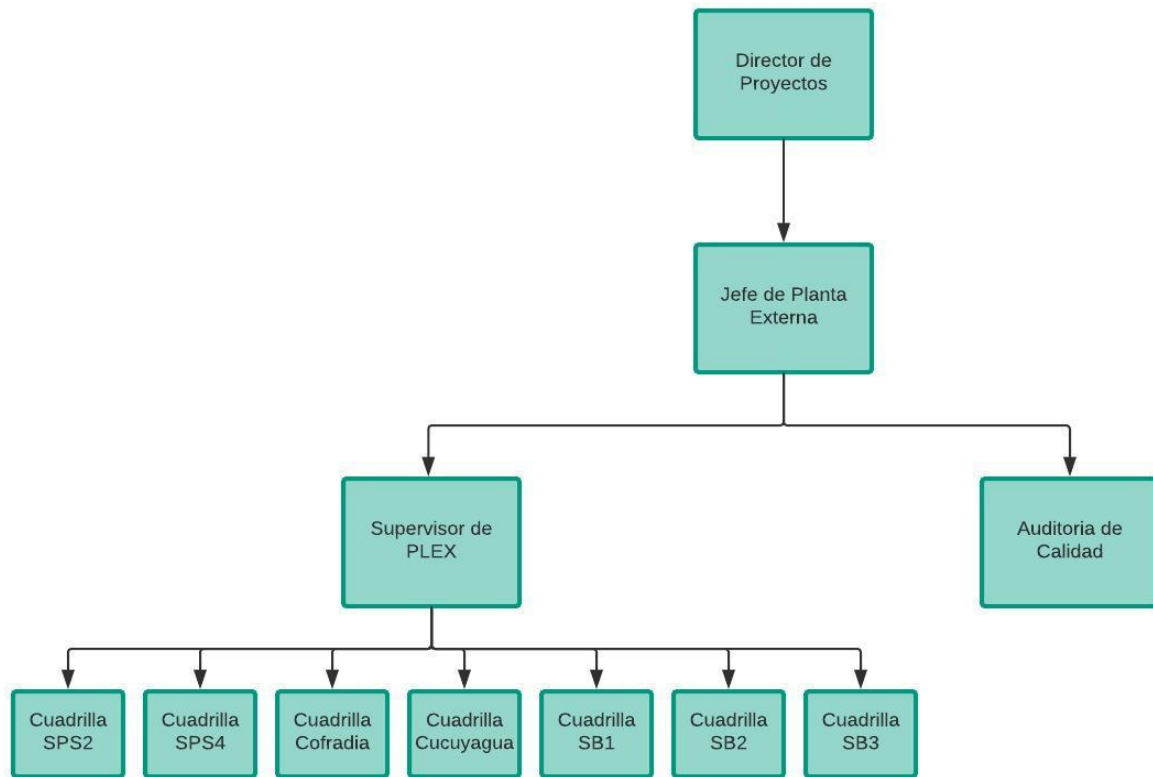 Director de
Proyectos
Jefe de Planta
Externa
Supervisor de
PLEX
Auditoria de
Calidad
Cuadrilla
SPS2
Cuadrilla
SPS4
Cuadrilla
Cofradia
Cuadrilla
Cucuyagua
Cuadrilla
SB1
Cuadrilla
SB2
Cuadrilla
SB3